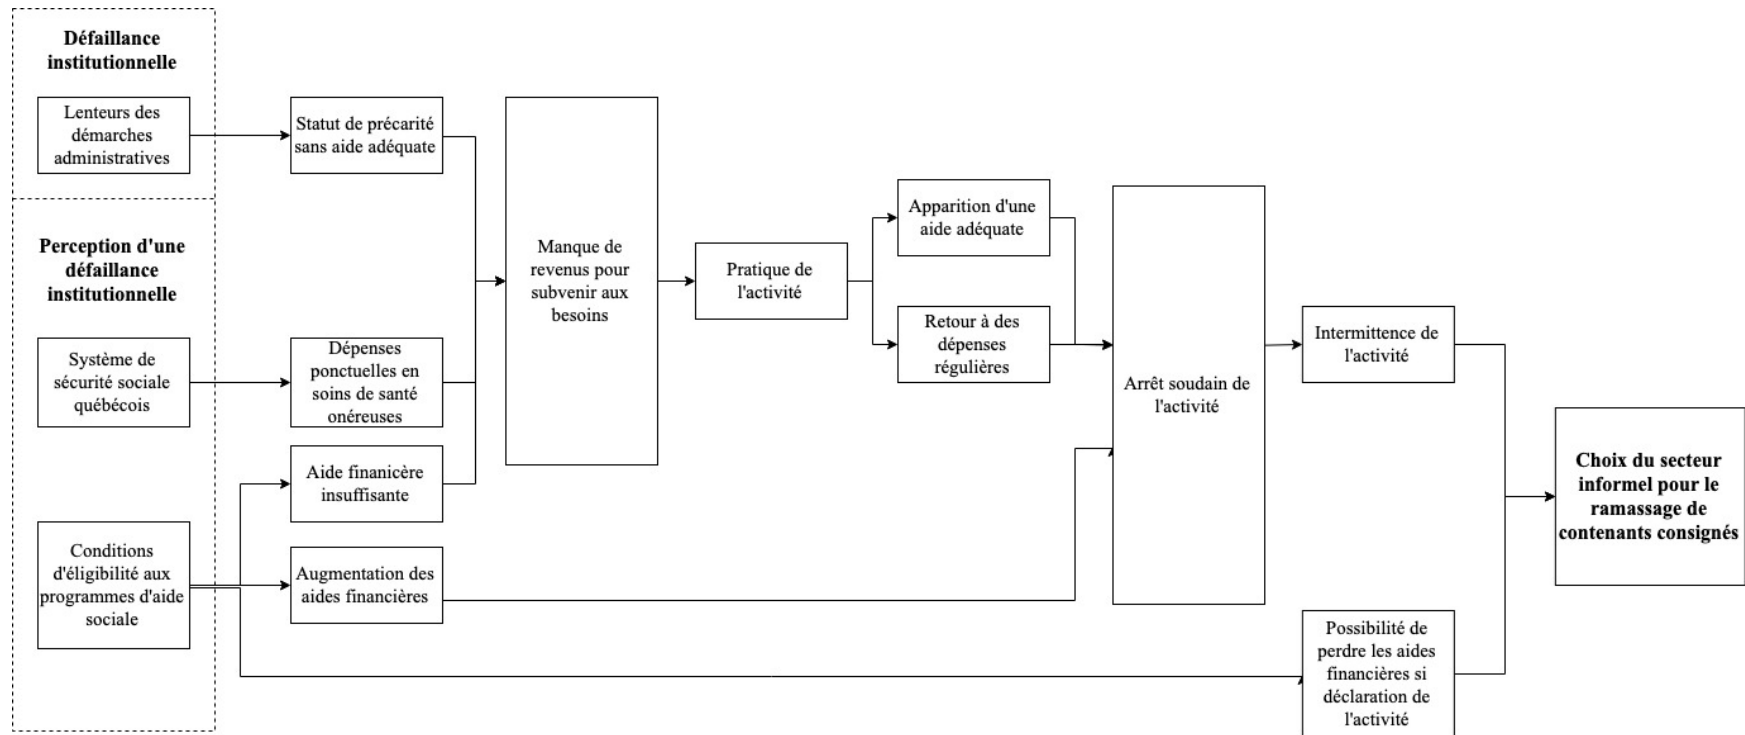 Défaillance
institutionnelle
Lenteurs des
démarches
administratives
Statut de précarité
sans aide adéquate
Perception d'une
défaillance
institutionnelle
Système de
sécurité sociale
québécois
Dépenses
ponctuelles en
soins de santé
onéreuses
Aide finanicère
insuffisante
Conditions
d'éligibilité aux
programmes d'aide
sociale
Augmentation des
aides financières
Manque de
revenus pour
subvenir aux
besoins
Pratique de
l'activité
Apparition d'une
aide adéquate
Retour à des
dépenses
régulières
Arrêt soudain de
l'activité
Intermittence de
l'activité
Possibilité de
perdre les aides
financières si
déclaration de
l'activité
Choix du secteur
informel pour le
ramassage de
contenants consignés